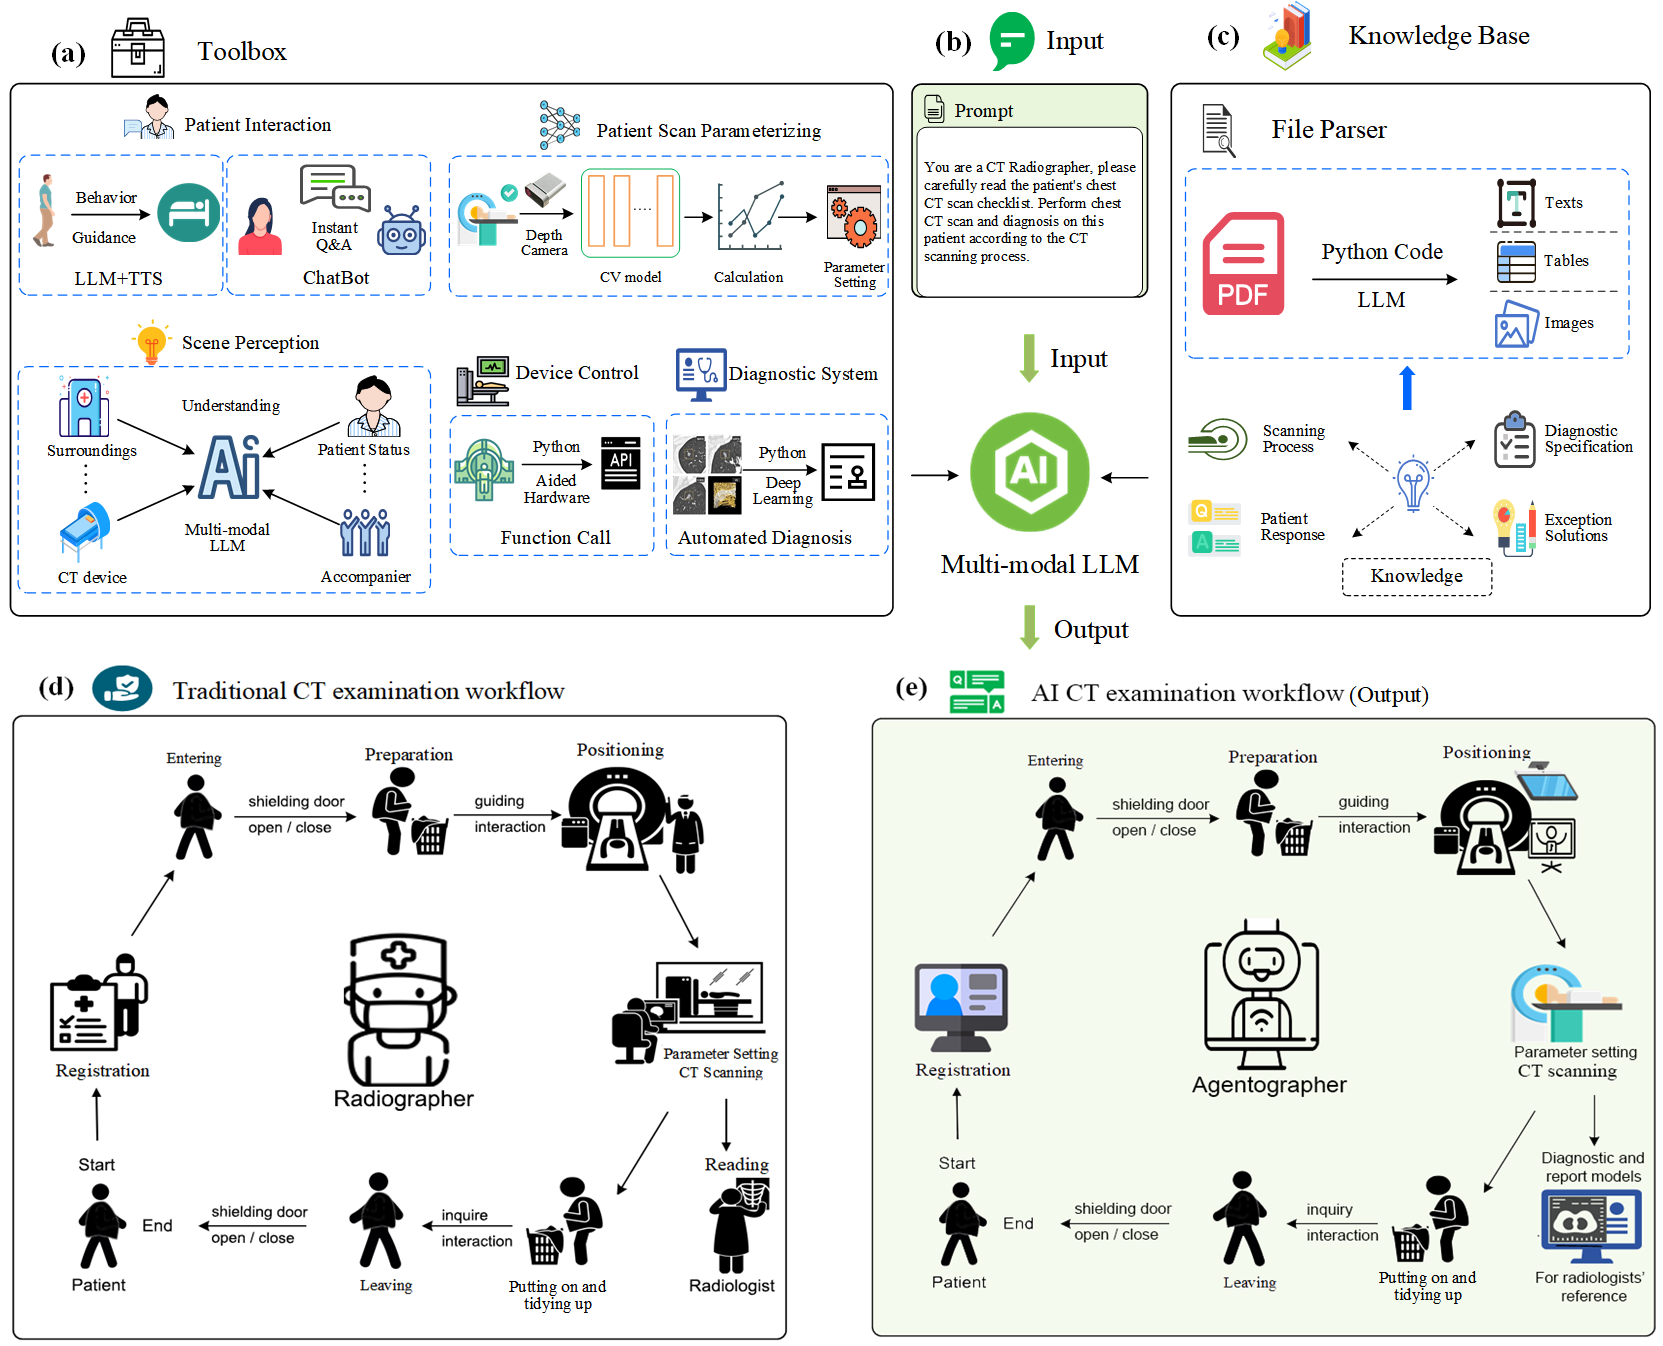 (a) Toolbox
Patient Interaction
Behavior
Guidance
LLM+TTS
Instant
Q&A
ChatBot
Patient Scan Parameterizing
Depth
Camera
....
CV model
Calculation
Parameter
Setting
Scene Perception
Surroundings
Understanding
Ai
Multi-modal
LLM
Patient Status
CT device
Accompanier
Device Control
Python
Aided
Hardware
API
Function Call
Diagnostic System
Python
Deep
Learning
Automated Diagnosis
(b) Input
Prompt
You are a CT Radiographer, please
carefully read the patient's chest
CT scan checklist. Perform chest
CT scan and diagnosis on this
patient according to the CT
scanning process.
Input
AI
Multi-modal LLM
Output
(c) Knowledge Base
File Parser
PDF
Python Code
LLM
T
Texts
Tables
Images
Scanning
Process
Diagnostic
Specification
Q
A
Patient
Response
Exception
Solutions
Knowledge
(d) Traditional CT examination workflow
Entering
shielding door
open / close
Preparation
guiding
interaction
Positioning
Registration
Radiographer
Parameter Setting
CT Scanning
Start
Patient
End
shielding door
open / close
Leaving
inquire
interaction
Putting on and
tidying up
Reading
Radiologist
(e) Q A AI CT examination workflow (Output)
Entering
shielding door
open / close
Preparation
guiding
interaction
Positioning
Registration
Agentographer
Parameter setting
CT scanning
Start
Patient
End
shielding door
open / close
Leaving
inquiry
interaction
Putting on and
tidying up
Diagnostic and
report models
For radiologists'
reference